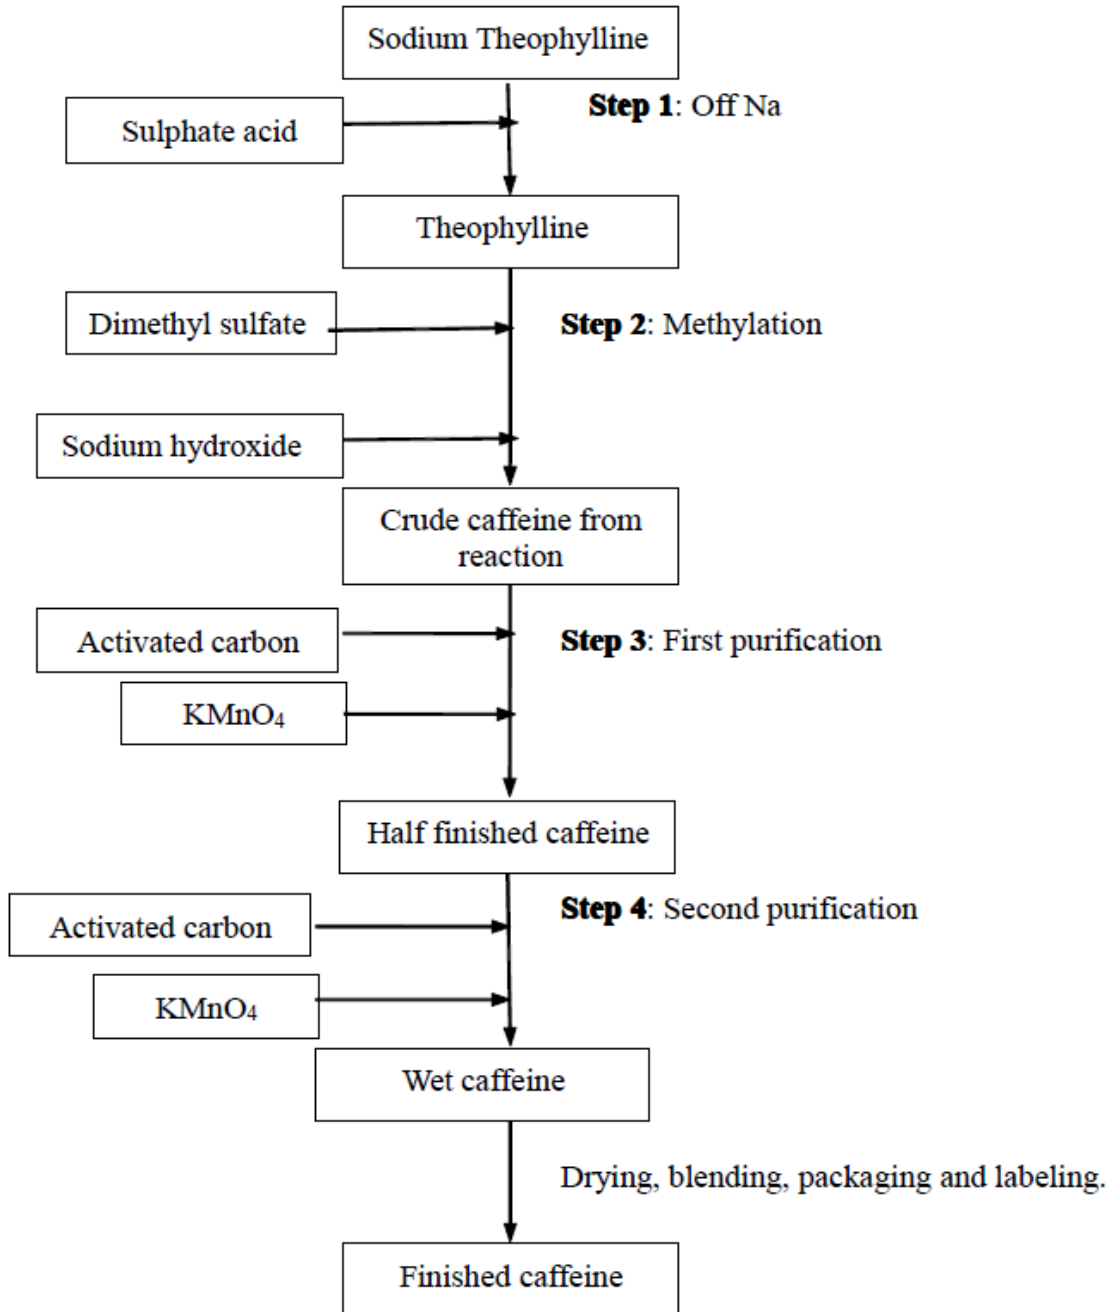 Sodium Theophylline
Step 1: Off Na
Sulphate acid
Theophylline
Dimethyl sulfate
Step 2: Methylation
Sodium hydroxide
Crude caffeine from
reaction
Activated carbon
Step 3: First purification
KMnO₄
Half finished caffeine
Activated carbon
Step 4: Second purification
KMnO₄
Wet caffeine
Drying, blending, packaging and labeling.
Finished caffeine